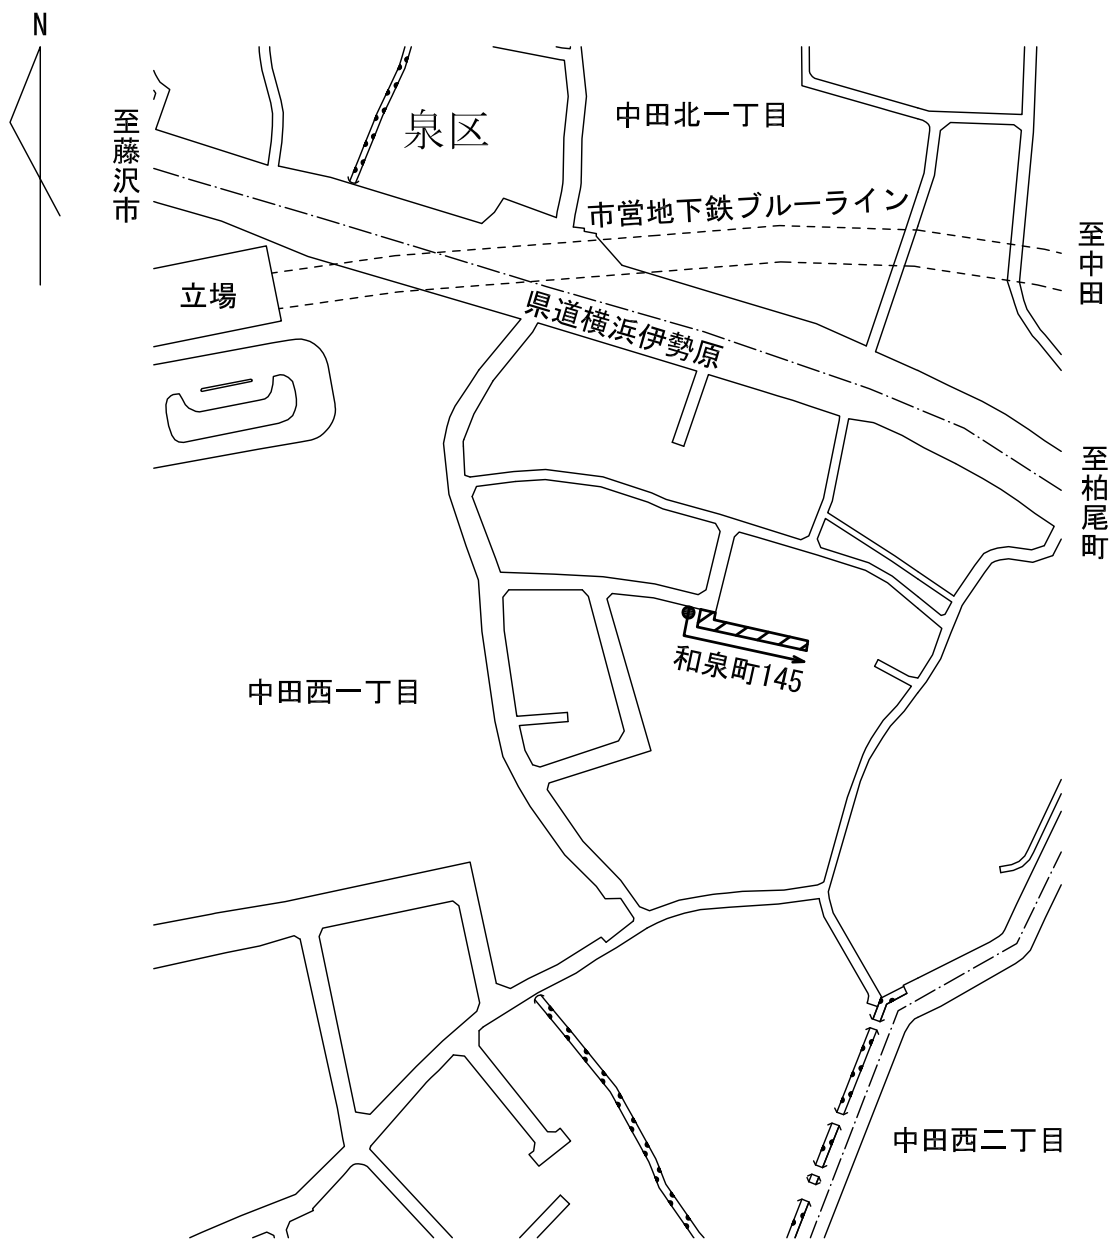 N
至藤沢市
泉区
中田北一丁目
市営地下鉄ブルーライン
至中田
立場
県道横浜伊勢原
至柏尾町
和泉町145
中田西一丁目
中田西二丁目